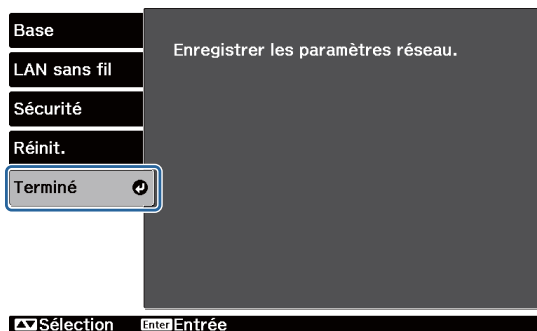 Base
Enregistrer les paramètres réseau.
LAN sans fil
Sécurité
Réinit.
Terminé
Sélection Enter Entrée